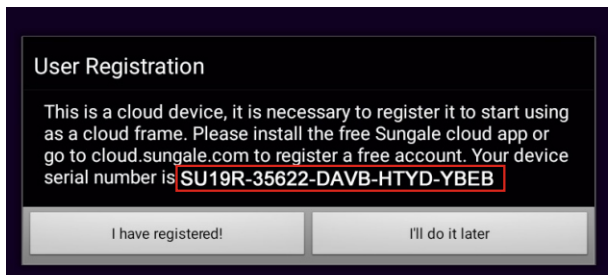 User Registration
This is a cloud device, it is necessary to register it to start using
as a cloud frame. Please install the free Sungale cloud app or
go to cloud.sungale.com to register a free account. Your device
serial number is SU19R-35622-DAVB-HTYD-YBEB
I have registered!
I'll do it later